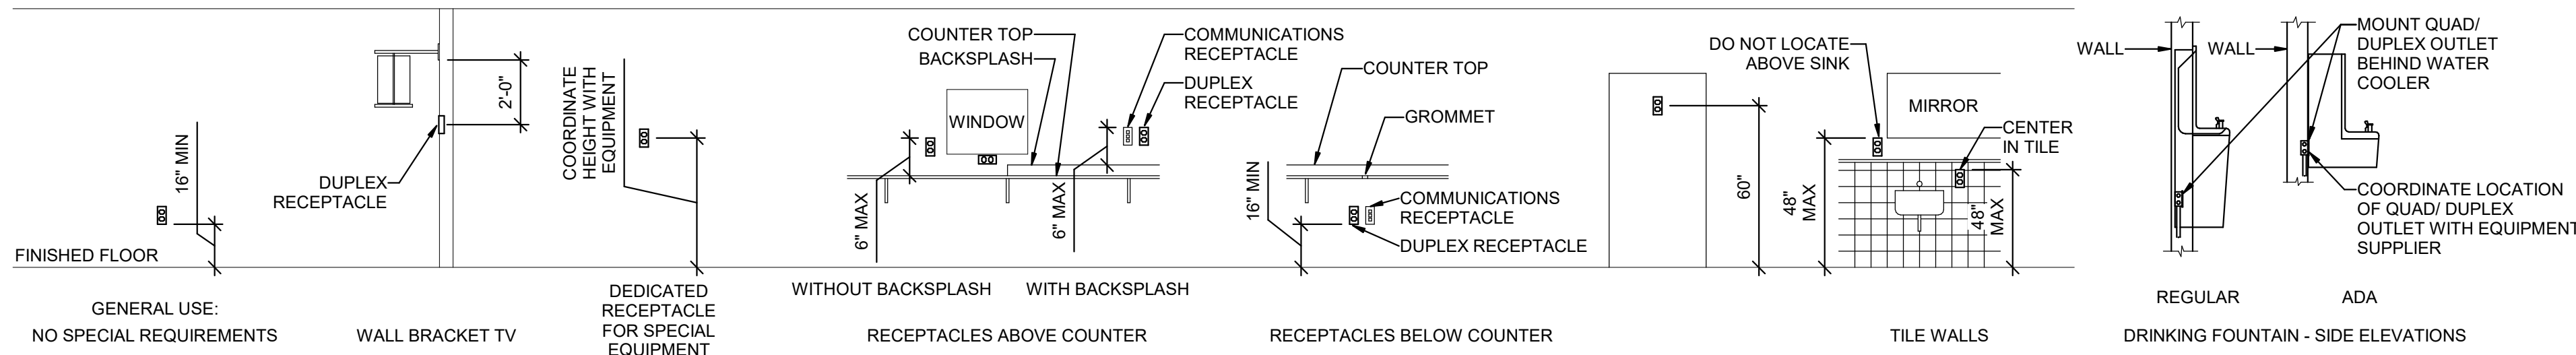 16" MIN
FINISHED FLOOR
GENERAL USE:
NO SPECIAL REQUIREMENTS
2'-0"
DUPLEX
RECEPTACLE
WALL BRACKET TV
COORDINATE
HEIGHT WITH
EQUIPMENT
DEDICATED
RECEPTACLE
FOR SPECIAL
EQUIPMENT
COUNTER TOP
BACKSPLASH
WINDOW
COMMUNICATIONS
RECEPTACLE
DUPLEX
RECEPTACLE
6" MAX
6" MAX
WITHOUT BACKSPLASH
WITH BACKSPLASH
RECEPTACLES ABOVE COUNTER
COUNTER TOP
GROMMET
16" MIN
COMMUNICATIONS
RECEPTACLE
DUPLEX RECEPTACLE
RECEPTACLES BELOW COUNTER
60"
DO NOT LOCATE
ABOVE SINK
MIRROR
CENTER
IN TILE
48"
MAX
48"
MAX
TILE WALLS
WALL
WALL
MOUNT QUAD/
DUPLEX OUTLET
BEHIND WATER
COOLER
COORDINATE LOCATION
OF QUAD/ DUPLEX
OUTLET WITH EQUIPMENT
SUPPLIER
REGULAR
ADA
DRINKING FOUNTAIN - SIDE ELEVATIONS